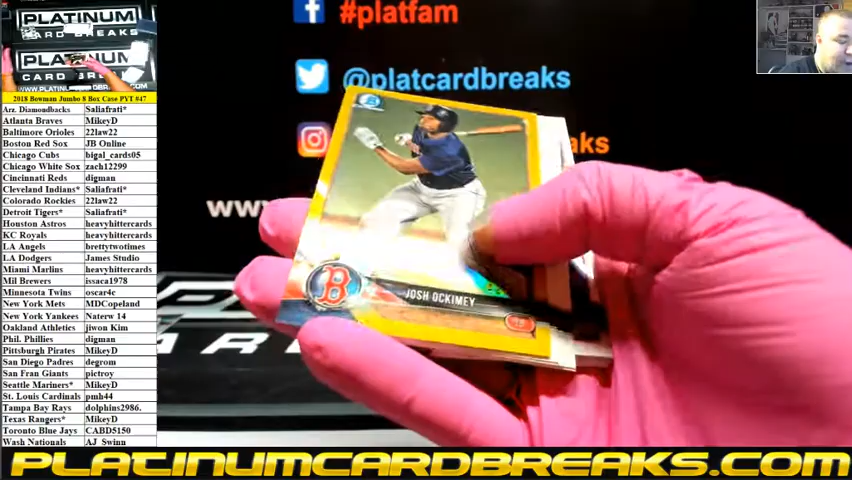 PLATINUM
CARD BREAKS
PLATINUM
CARD BREAKS
2018 Bowman Jumbo 8 Box Case PYT #47
Arz. Diamondbacks Saliafrati*
Atlanta Braves MikeyD
Baltimore Orioles 22law22
Boston Red Sox JB Online
Chicago Cubs bigal_cards05
Chicago White Sox zach12299
Cincinnati Reds digman
Cleveland Indians* Saliafrati*
Colorado Rockies 22law22
Detroit Tigers* Saliafrati*
Houston Astros heavyhittercards
KC Royals heavyhittercards
LA Angels brettytwotimes
LA Dodgers James Studio
Miami Marlins heavyhittercards
Mil Brewers issaca1978
Minnesota Twins oscar4c
New York Mets MDCopeland
New York Yankees Naterw 14
Oakland Athletics jiwon Kim
Phil. Phillies digman
Pittsburgh Pirates MikeyD
San Diego Padres degrom
San Fran Giants pictroy
Seattle Mariners* MikeyD
St. Louis Cardinals pmh44
Tampa Bay Rays dolphins2986.
Texas Rangers* MikeyD
Toronto Blue Jays CABD5150
Wash Nationals AJ_Swinn
#platfam
@platcardbreaks
www
B
JOSH OCKIMEY
PLATINUMCARDBREAKS.COM